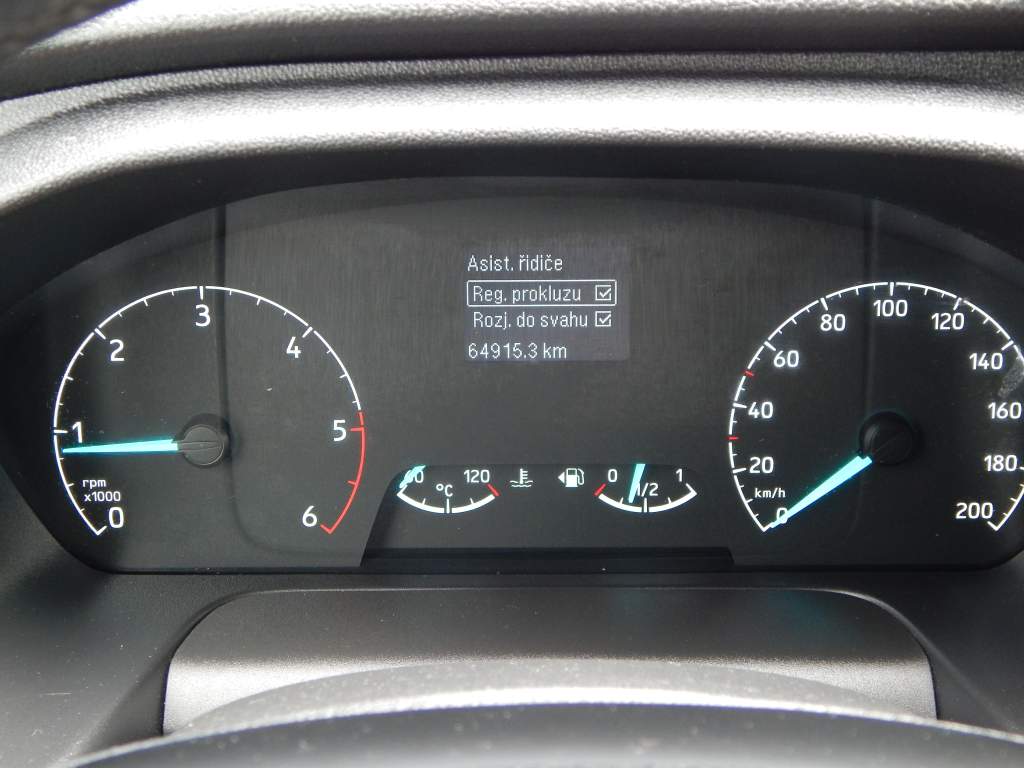 Asist. řidiče
Reg. prokluzu
Rozj. do svahu
64915.3 km
0 1 2 3 4 5 6
rpm
x1000
120
°C
0 1/2 1
0 20 40 60 80 100 120 140 160 180 200
km/h